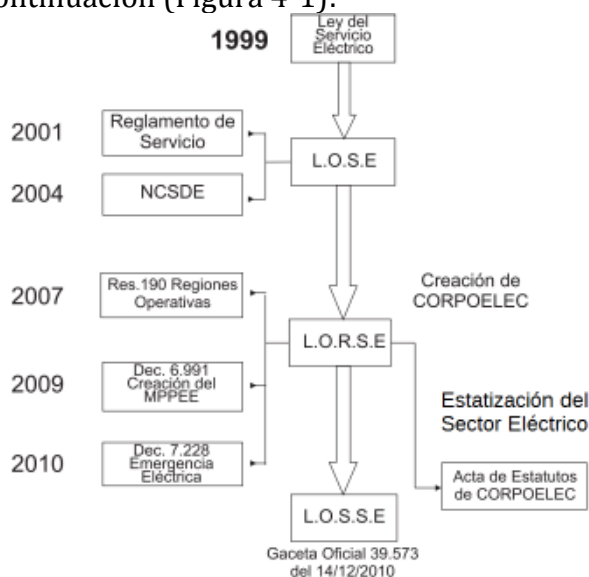 ontinuación (Figura 4-1):
1999
Ley del
Servicio
Eléctrico
2001
Reglamento de
Servicio
L.O.S.E
2004
NCSDE
2007
Res.190 Regiones
Operativas
Creación de
CORPOELEC
L.O.R.S.E
2009
Dec. 6.991
Creación del
MPPEE
Estatización del
Sector Eléctrico
2010
Dec. 7.228
Emergencia
Eléctrica
Acta de Estatutos
de CORPOELEC
L.O.S.S.E
Gaceta Oficial 39.573
del 14/12/2010